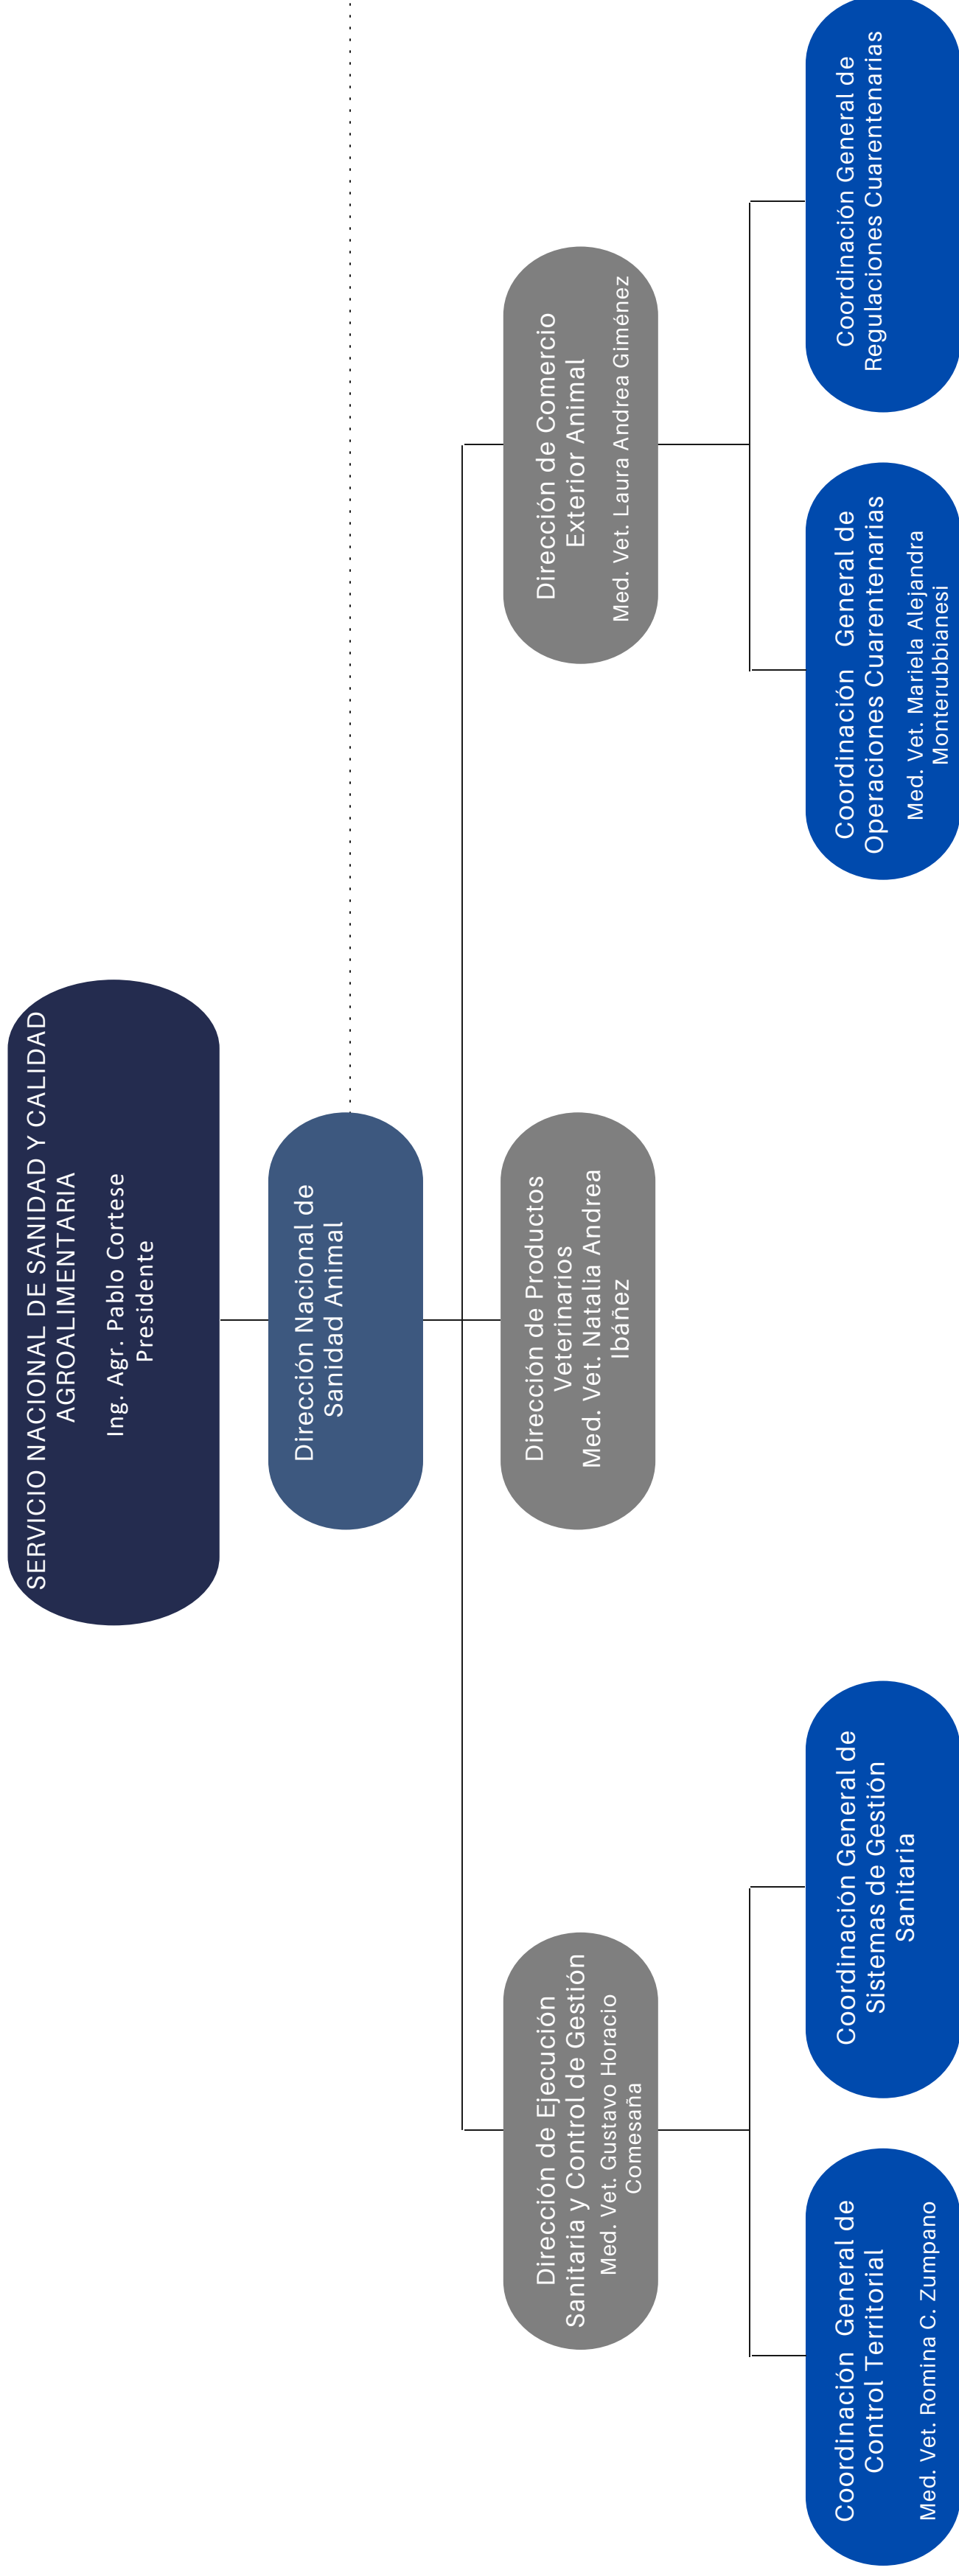 SERVICIO NACIONAL DE SANIDAD Y CALIDAD
AGROALIMENTARIA
Ing. Agr. Pablo Cortese
Presidente
Dirección Nacional de
Sanidad Animal
Dirección de Ejecución
Sanitaria y Control de Gestión
Med. Vet. Gustavo Horacio
Comesaña
Dirección de Productos
Veterinarios
Med. Vet. Natalia Andrea
Ibáñez
Dirección de Comercio
Exterior Animal
Med. Vet. Laura Andrea Giménez
Coordinación General de
Control Territorial
Med. Vet. Romina C. Zumpano
Coordinación General de
Sistemas de Gestión
Sanitaria
Coordinación General de
Operaciones Cuarentenarias
Med. Vet. Mariela Alejandra
Monterubbianesi
Coordinación General de
Regulaciones Cuarentenarias